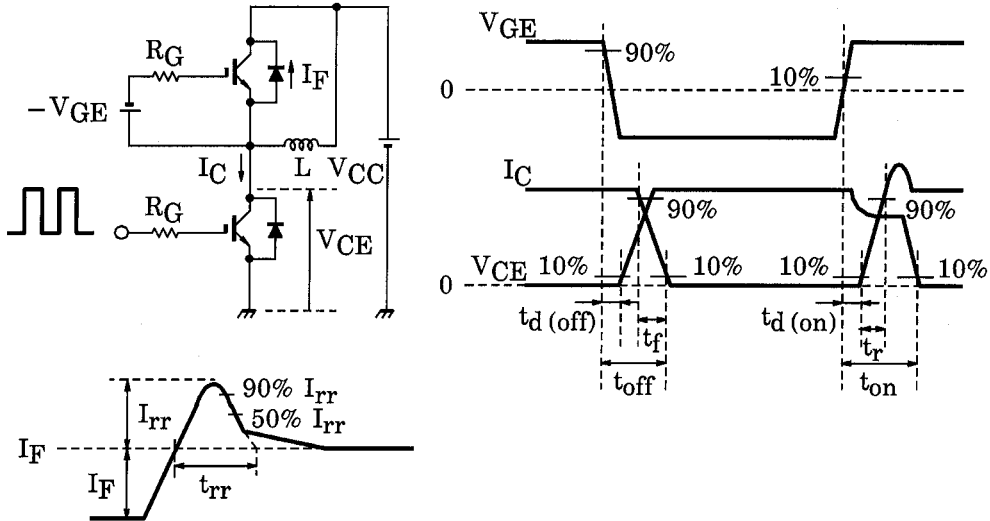 R_G
I_F
-V_GE
I_C
L
V_CC
R_G
V_CE
V_GE
90%
10%
0
I_C
90%
90%
V_CE
10%
10%
10%
10%
0
t_d (off)
t_f
t_off
t_d (on)
t_r
t_on
I_rr
90% I_rr
50% I_rr
I_F
I_F
t_rr